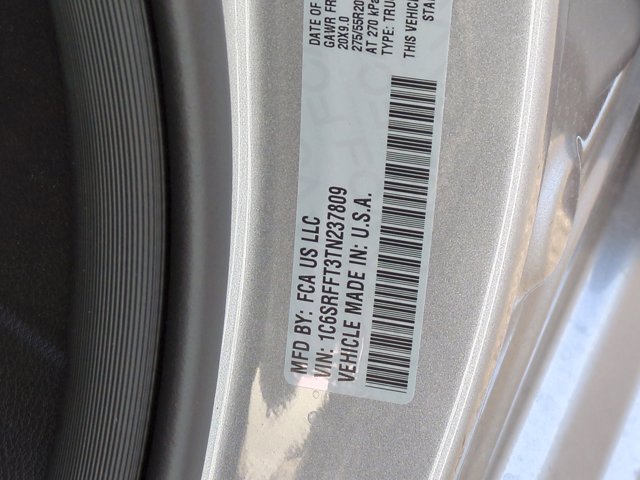 MFD BY: FCA US LLC
VIN: 1C6SRFFT3TN237809
VEHICLE MADE IN: U.S.A.
DATE OF
GAWR FR
20X9.0
275/55R20
AT 270 kPa
TYPE: TRU
THIS VEHIC
STA